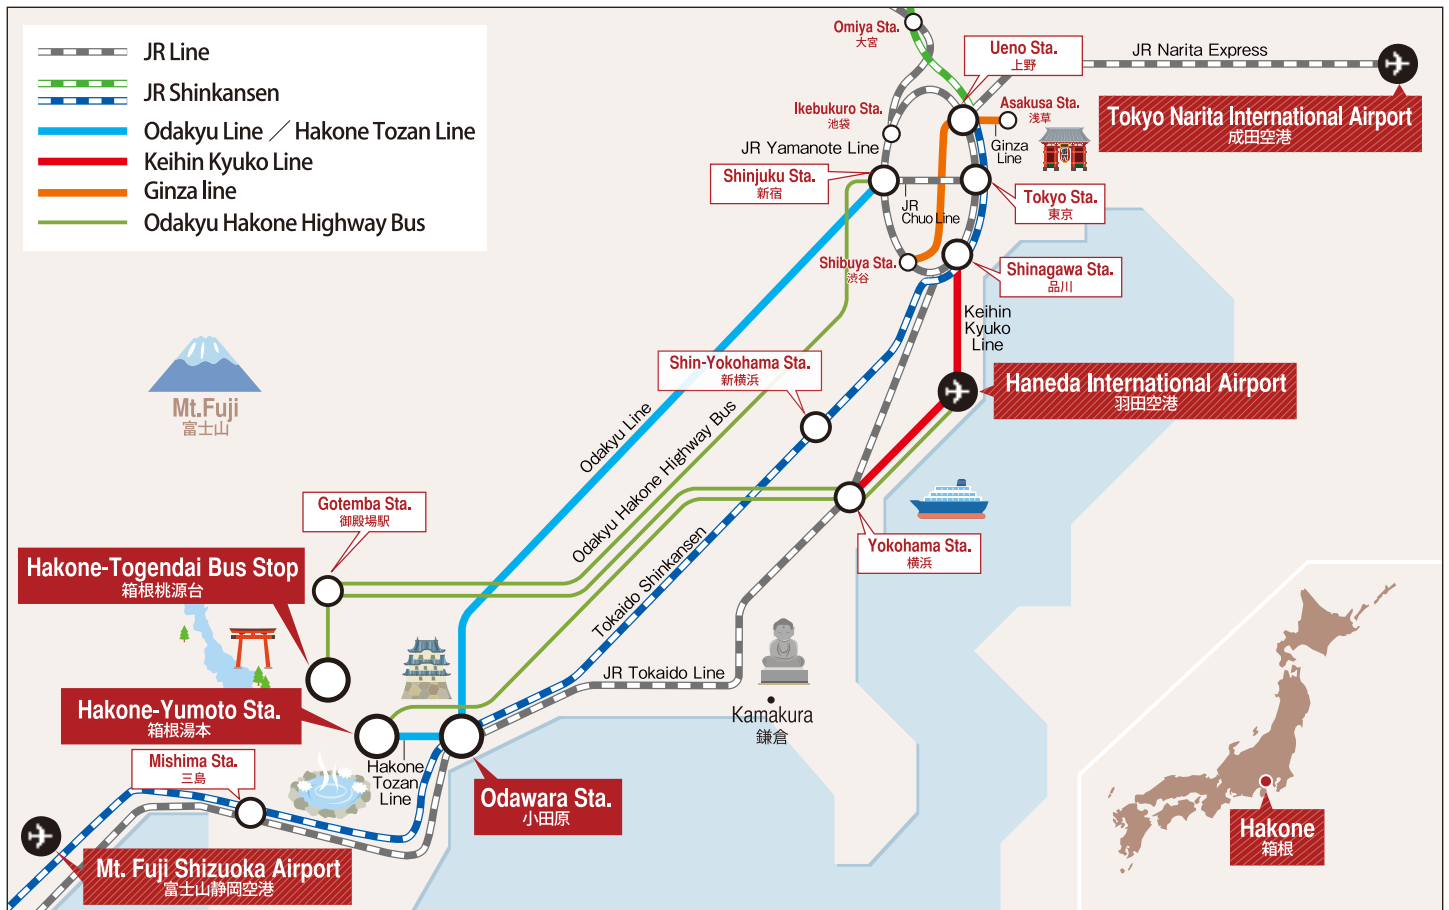 JR Line
JR Shinkansen
Odakyu Line ／ Hakone Tozan Line
Keihin Kyuko Line
Ginza line
Odakyu Hakone Highway Bus
Omiya Sta.
大宮
Ueno Sta.
上野
JR Narita Express
Tokyo Narita International Airport
成田空港
Ikebukuro Sta.
池袋
Asakusa Sta.
浅草
JR Yamanote Line
Ginza
Line
Shinjuku Sta.
新宿
JR
Chuo Line
Tokyo Sta.
東京
Shibuya Sta.
渋谷
Shinagawa Sta.
品川
Keihin
Kyuko
Line
Shin-Yokohama Sta.
新横浜
Haneda International Airport
羽田空港
Mt.Fuji
富士山
Odakyu Line
Odakyu Hakone Highway Bus
Gotemba Sta.
御殿場駅
Yokohama Sta.
横浜
Hakone-Togendai Bus Stop
箱根桃源台
Tokaido Shinkansen
JR Tokaido Line
Hakone-Yumoto Sta.
箱根湯本
Kamakura
鎌倉
Mishima Sta.
三島
Hakone
Tozan
Line
Odawara Sta.
小田原
Mt. Fuji Shizuoka Airport
富士山静岡空港
Hakone
箱根